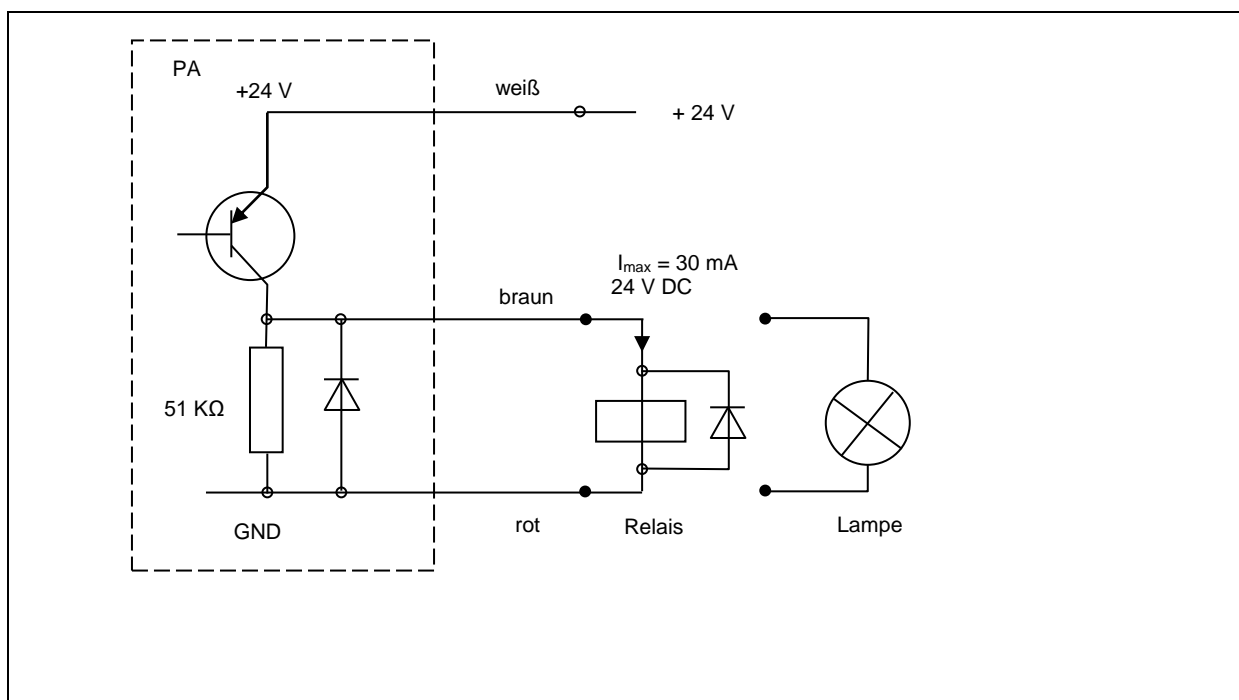 PA
+24 V
weiß
+ 24 V
Imax = 30 mA
24 V DC
braun
51 KΩ
GND
rot
Relais
Lampe